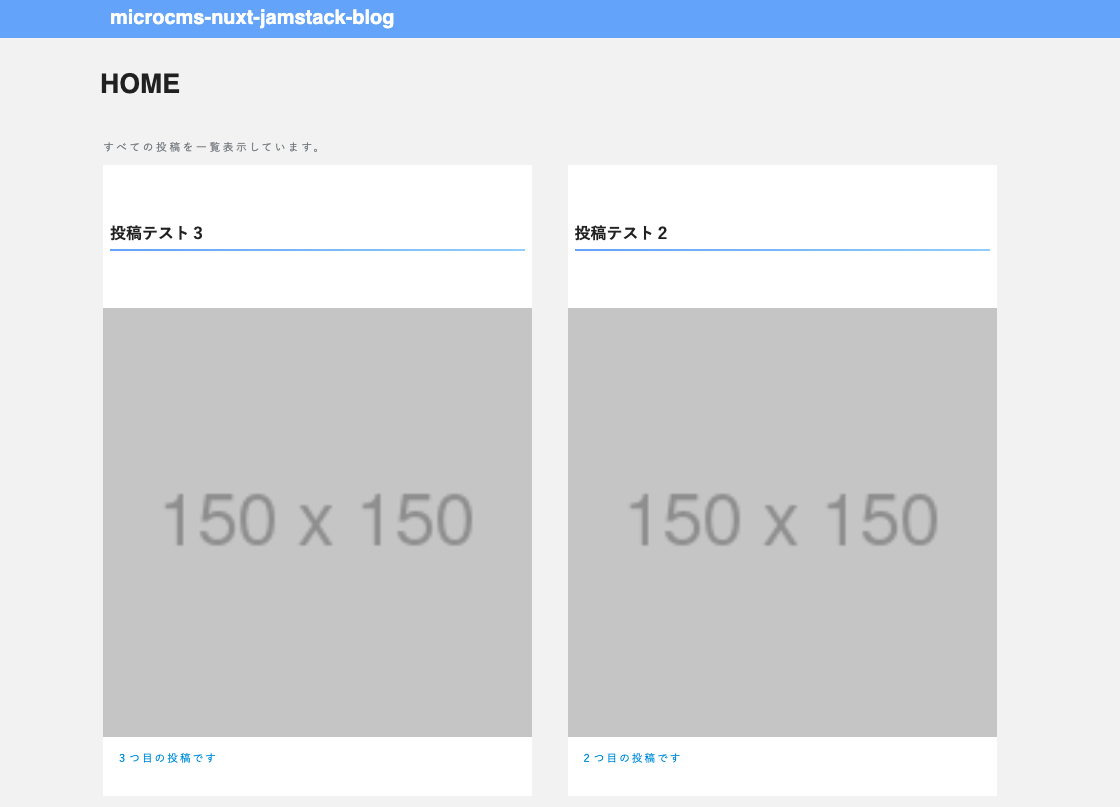 microcms-nuxt-jamstack-blog
HOME
すべての投稿を一覧表示しています。
投稿テスト３
150 x 150
３つ目の投稿です
投稿テスト２
150 x 150
２つ目の投稿です